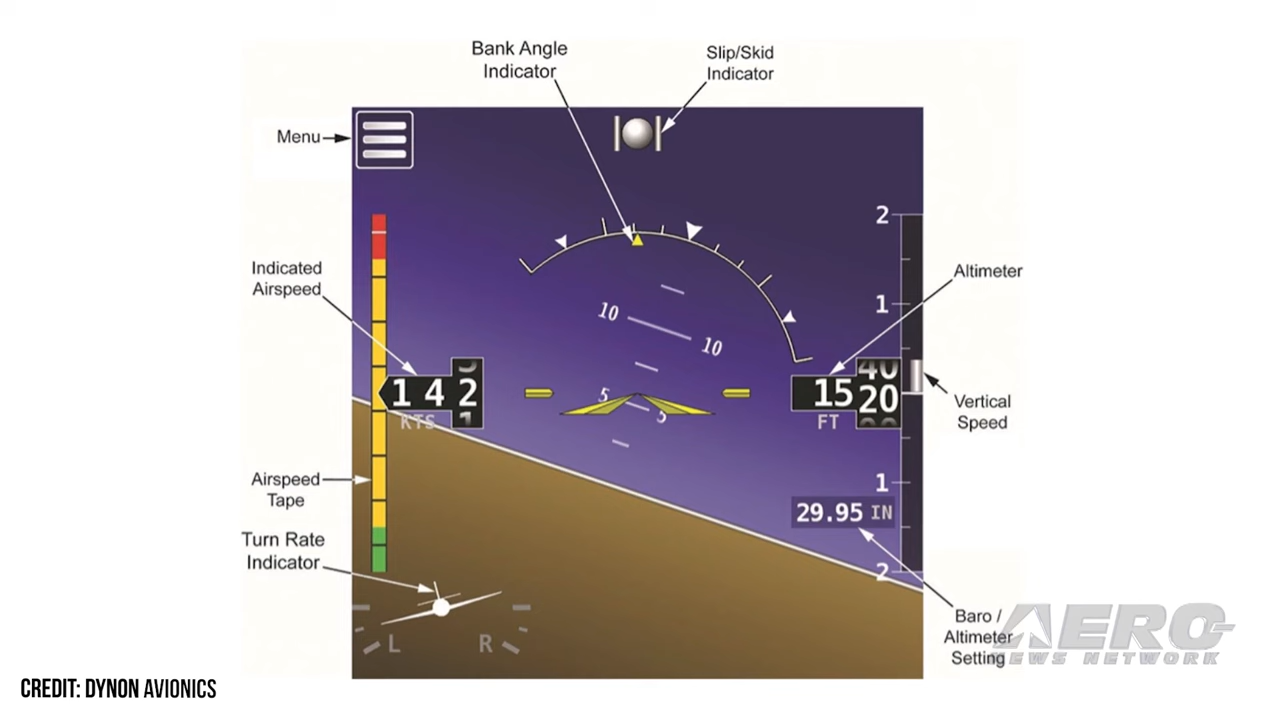 Bank Angle
Indicator
Slip/Skid
Indicator
Menu
2
Indicated
Airspeed
Altimeter
1
10
10
1 4 2
1
KTS
5
5
15
40
20
00
FT
Vertical
Speed
Airspeed
Tape
1
29.95 IN
Turn Rate
Indicator
2
L
R
Baro /
Altimeter
Setting
AERO
NEWS NETWORK
CREDIT: DYNON AVIONICS